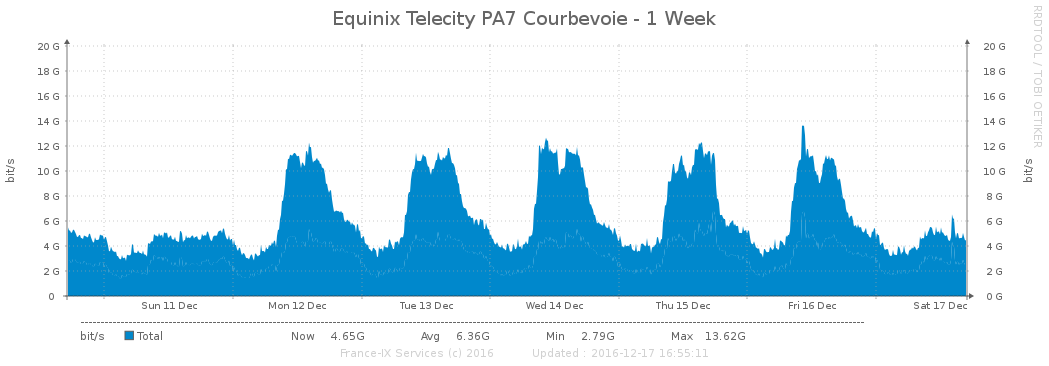 Equinix Telecity PA7 Courbevoie - 1 Week
RRDTOOL / TOBI OETIKER
bit/s
20 G 20 G
18 G 18 G
16 G 16 G
14 G 14 G
12 G 12 G
10 G 10 G
8 G 8 G
6 G 6 G
4 G 4 G
2 G 2 G
0 0 G
bit/s
Sun 11 Dec Mon 12 Dec Tue 13 Dec Wed 14 Dec Thu 15 Dec Fri 16 Dec Sat 17 Dec
bit/s Total Now 4.65G Avg 6.36G Min 2.79G Max 13.62G
France-IX Services (c) 2016 Updated : 2016-12-17 16:55:11